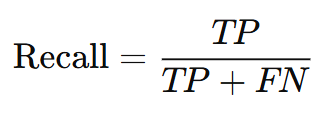 Recall = TP / (TP + FN)